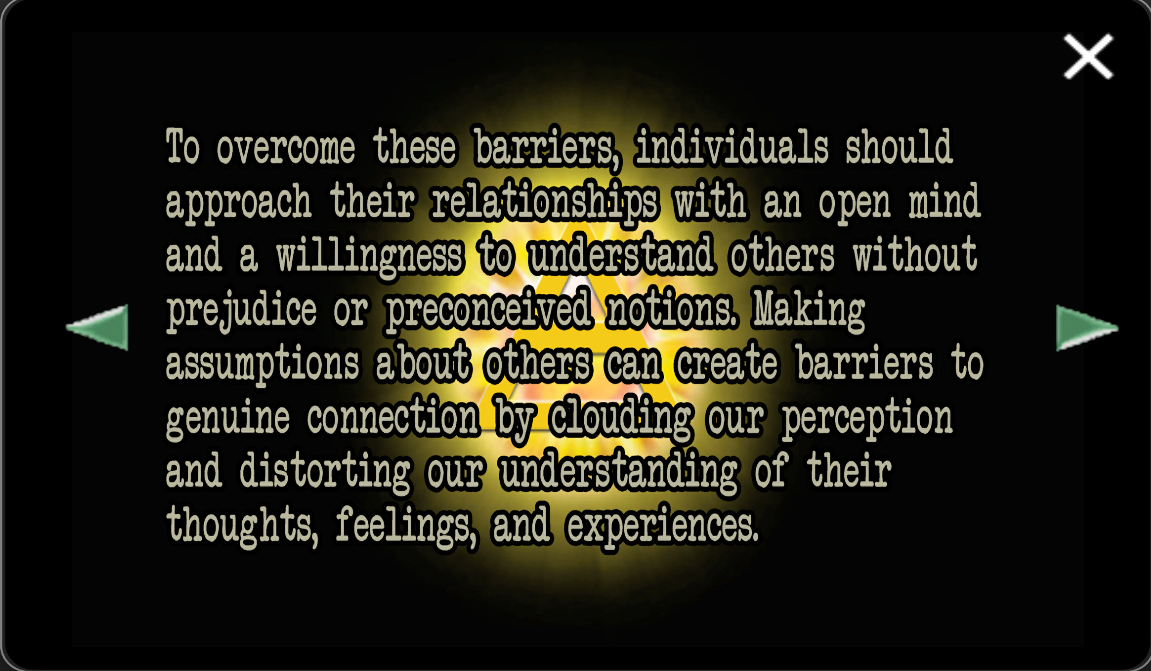 To overcome these barriers, individuals should
approach their relationships with an open mind
and a willingness to understand others without
prejudice or preconceived notions. Making
assumptions about others can create barriers to
genuine connection by clouding our perception
and distorting our understanding of their
thoughts, feelings, and experiences.